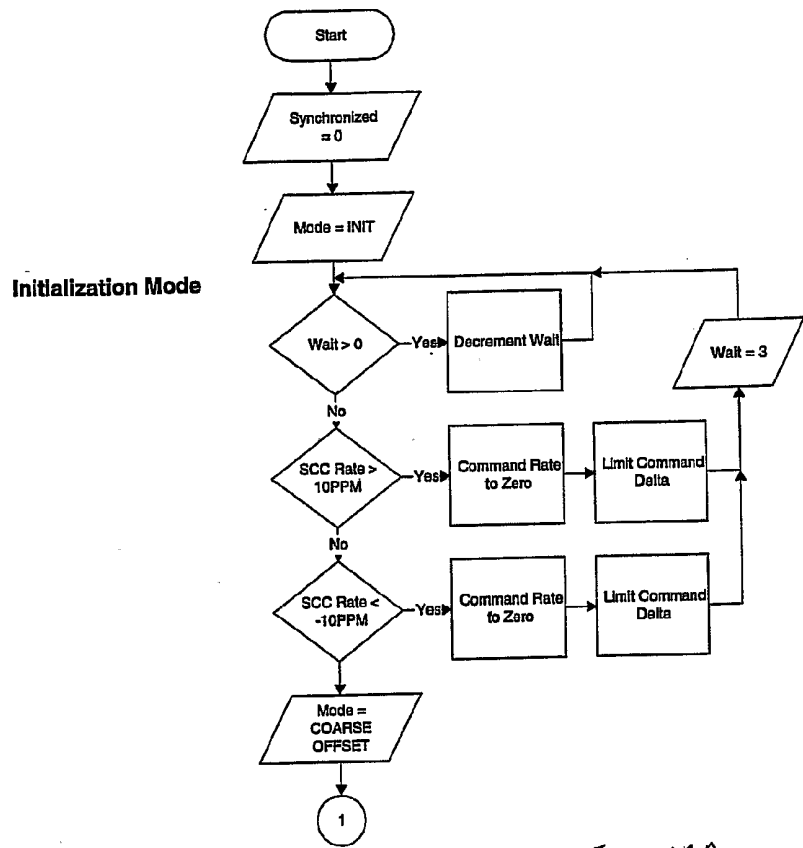 Start
Synchronized
= 0
Mode = INIT
Initialization Mode
Wait > 0
Yes
Decrement Wait
Wait = 3
No
SCC Rate >
10PPM
Yes
Command Rate
to Zero
Limit Command
Delta
No
SCC Rate <
-10PPM
Yes
Command Rate
to Zero
Limit Command
Delta
Mode =
COARSE
OFFSET
1